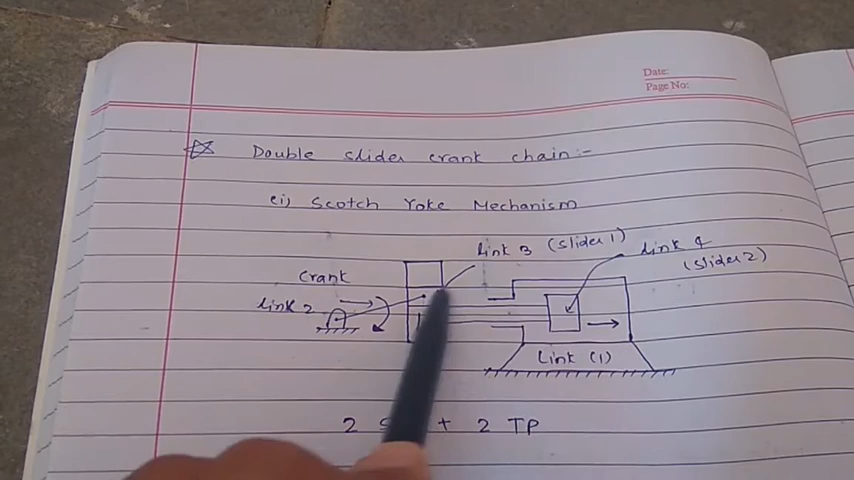 Date:
Page No:
Double slider crank chain:-
(i) Scotch Yoke Mechanism
Link 3 (Slider 1)
Link 4
(Slider 2)
Crank
Link 2
Link (1)
2 + 2 TP